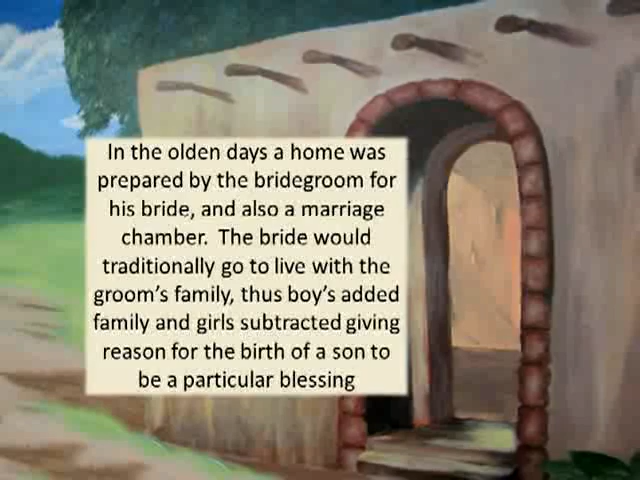 In the olden days a home was
prepared by the bridegroom for
his bride, and also a marriage
chamber.  The bride would
traditionally go to live with the
groom's family, thus boy's added
family and girls subtracted giving
reason for the birth of a son to
be a particular blessing